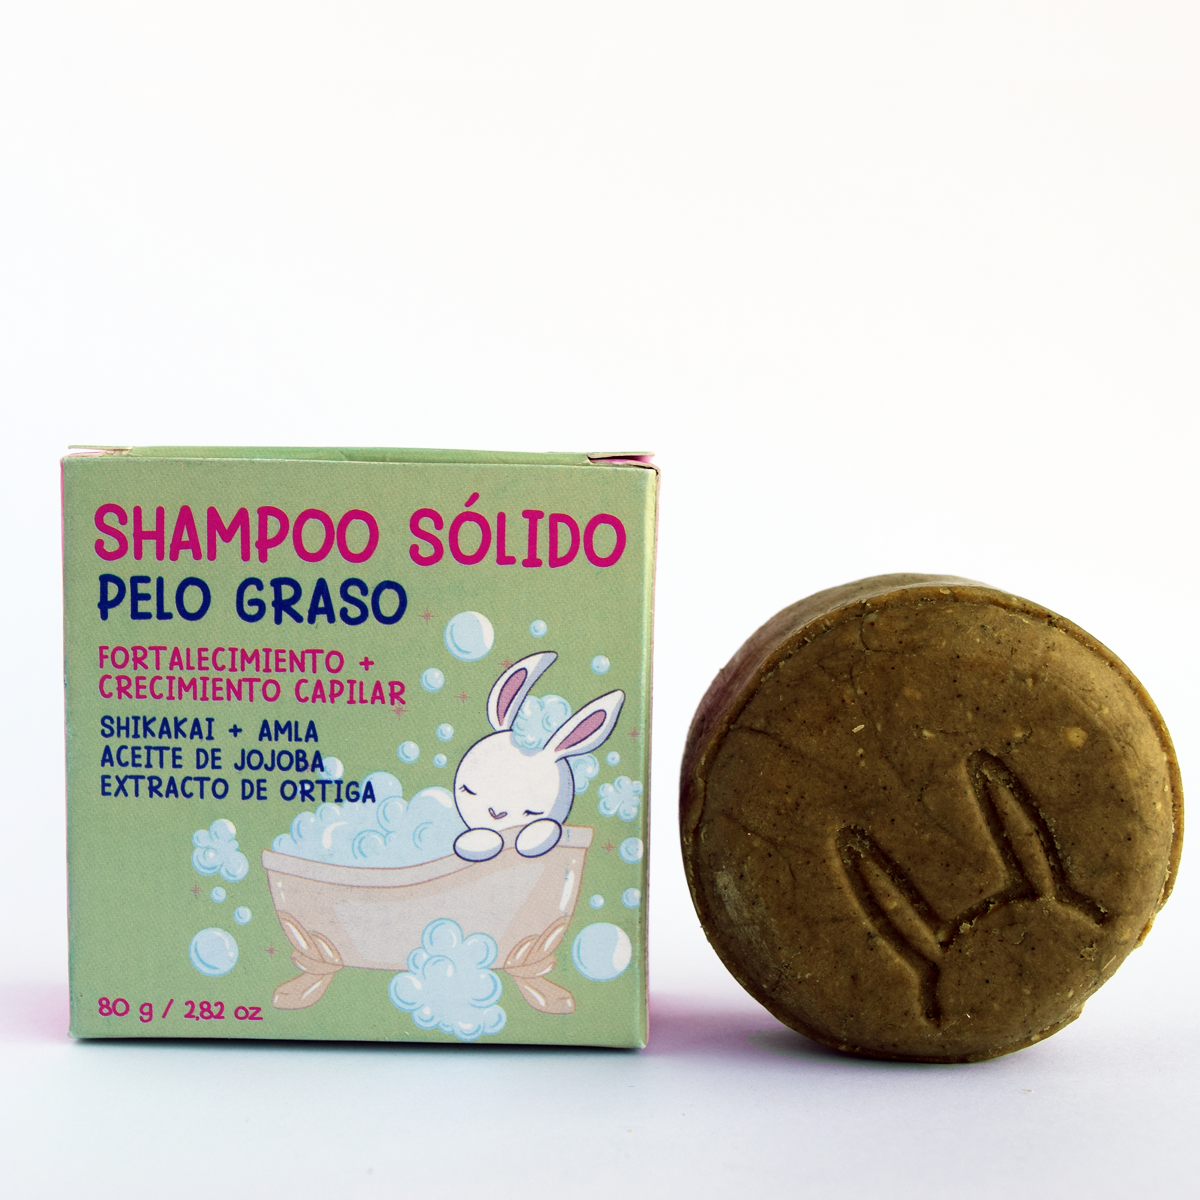 SHAMPOO SÓLIDO
PELO GRASO
FORTALECIMIENTO +
CRECIMIENTO CAPILAR
SHIKAKAI + AMLA
ACEITE DE JOJOBA
EXTRACTO DE ORTIGA
80 g / 2,82 oz